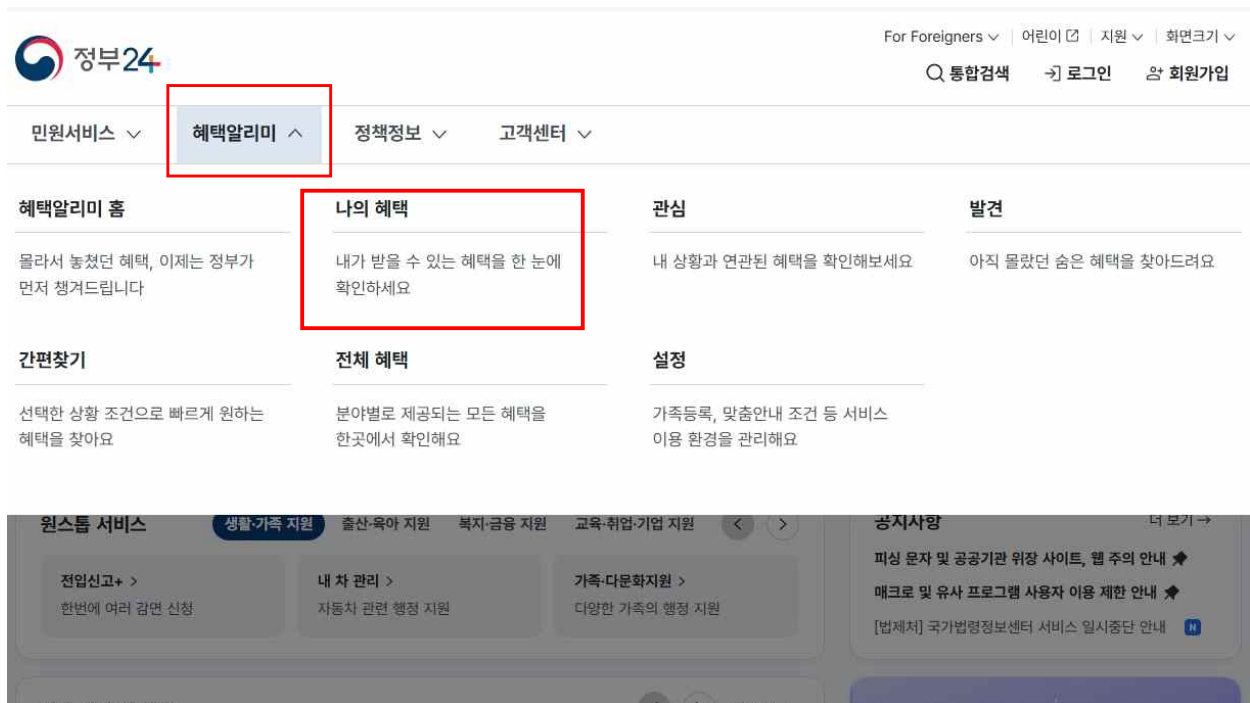 For Foreigners 어린이 지원 화면크기
정부24
통합검색 로그인 회원가입
민원서비스 혜택알리미 정책정보 고객센터
혜택알리미 홈
몰라서 놓쳤던 혜택, 이제는 정부가
먼저 챙겨드립니다
나의 혜택
내가 받을 수 있는 혜택을 한 눈에
확인하세요
관심
내 상황과 연관된 혜택을 확인해보세요
발견
아직 몰랐던 숨은 혜택을 찾아드려요
간편찾기
선택한 상황 조건으로 빠르게 원하는
혜택을 찾아요
전체 혜택
분야별로 제공되는 모든 혜택을
한곳에서 확인해요
설정
가족등록, 맞춤안내 조건 등 서비스
이용 환경을 관리해요
원스톱 서비스 생활·가족 지원 출산·육아 지원 복지·금융 지원 교육·취업·기업 지원
전입신고+ >
한번에 여러 감면 신청
내 차 관리 >
자동차 관련 행정 지원
가족·다문화지원 >
다양한 가족의 행정 지원
공지사항 더 보기 →
피싱 문자 및 공공기관 위장 사이트, 웹 주의 안내
매크로 및 유사 프로그램 사용자 이용 제한 안내
[법제처] 국가법령정보센터 서비스 일시중단 안내 N